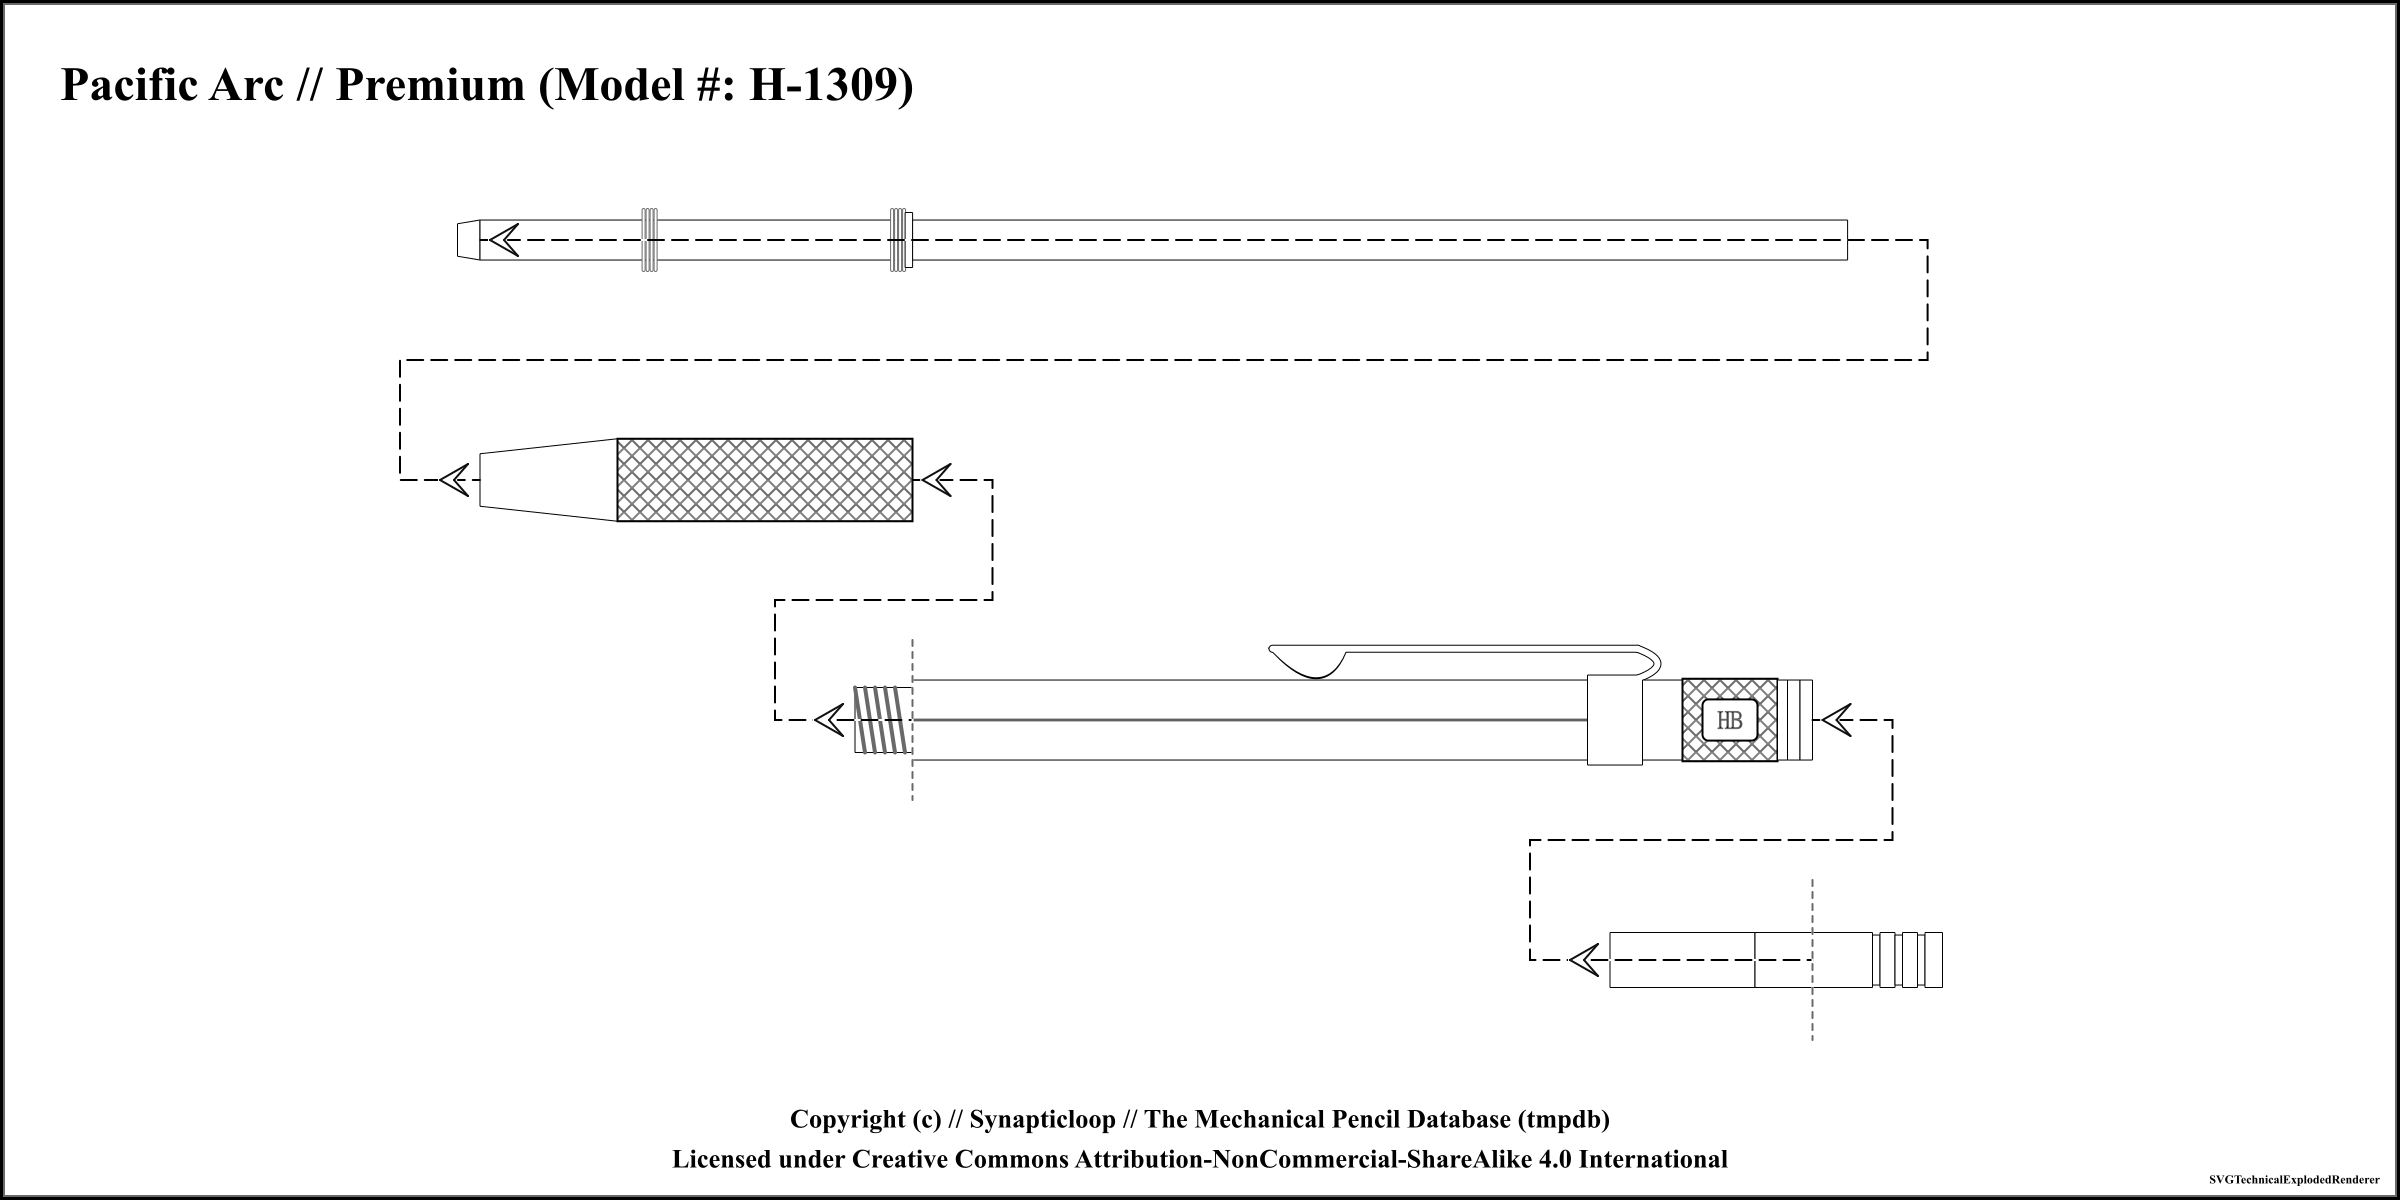 Pacific Arc // Premium (Model #: H-1309)
HB
Copyright (c) // Synapticloop // The Mechanical Pencil Database (tmpdb)
Licensed under Creative Commons Attribution-NonCommercial-ShareAlike 4.0 International
SVGTechnicalExplodedRenderer